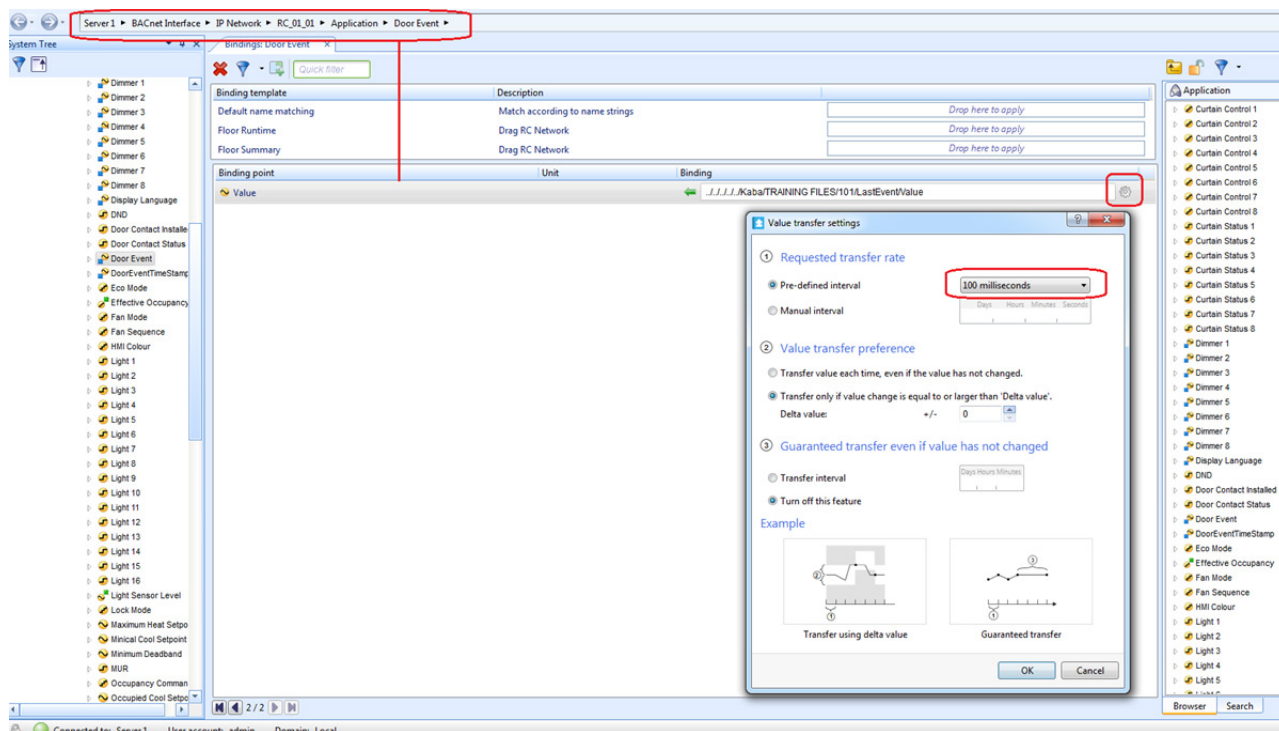 Server 1 ▸ BACnet Interface ▸ IP Network ▸ RC_01_01 ▸ Application ▸ Door Event ▸
System Tree
Dimmer 1
Dimmer 2
Dimmer 3
Dimmer 4
Dimmer 5
Dimmer 6
Dimmer 7
Dimmer 8
Display Language
DND
Door Contact Installe
Door Contact Status
Door Event
DoorEventTimeStamp
Eco Mode
Effective Occupancy
Fan Mode
Fan Sequence
HMI Colour
Light 1
Light 2
Light 3
Light 4
Light 5
Light 6
Light 7
Light 8
Light 9
Light 10
Light 11
Light 12
Light 13
Light 14
Light 15
Light 16
Light Sensor Level
Lock Mode
Maximum Heat Setpo
Minical Cool Setpoint
Minimum Deadband
MUR
Occupancy Comman
Occupied Cool Setpo
Bindings: Door Event X
Quick filter
Binding template Description
Default name matching Match according to name strings Drop here to apply
Floor Runtime Drag RC Network Drop here to apply
Floor Summary Drag RC Network Drop here to apply
Binding point Unit Binding
Value ../../../../../Kaba/TRAINING FILES/101/LastEvent/Value
Value transfer settings
① Requested transfer rate
Pre-defined interval 100 milliseconds
Days Hours Minutes Seconds
Manual interval
② Value transfer preference
Transfer value each time, even if the value has not changed.
Transfer only if value change is equal to or larger than 'Delta value'.
Delta value: +/- 0
③ Guaranteed transfer even if value has not changed
Days Hours Minutes
Transfer interval
Turn off this feature
Example
② ①
③ ①
Transfer using delta value Guaranteed transfer
OK Cancel
2 / 2
Application
Curtain Control 1
Curtain Control 2
Curtain Control 3
Curtain Control 4
Curtain Control 5
Curtain Control 6
Curtain Control 7
Curtain Control 8
Curtain Status 1
Curtain Status 2
Curtain Status 3
Curtain Status 4
Curtain Status 5
Curtain Status 6
Curtain Status 7
Curtain Status 8
Dimmer 1
Dimmer 2
Dimmer 3
Dimmer 4
Dimmer 5
Dimmer 6
Dimmer 7
Dimmer 8
Display Language
DND
Door Contact Installed
Door Contact Status
Door Event
DoorEventTimeStamp
Eco Mode
Effective Occupancy
Fan Mode
Fan Sequence
HMI Colour
Light 1
Light 2
Light 3
Light 4
Light 5
Browser Search
Connected to: Server 1 User account: admin Domain: Local